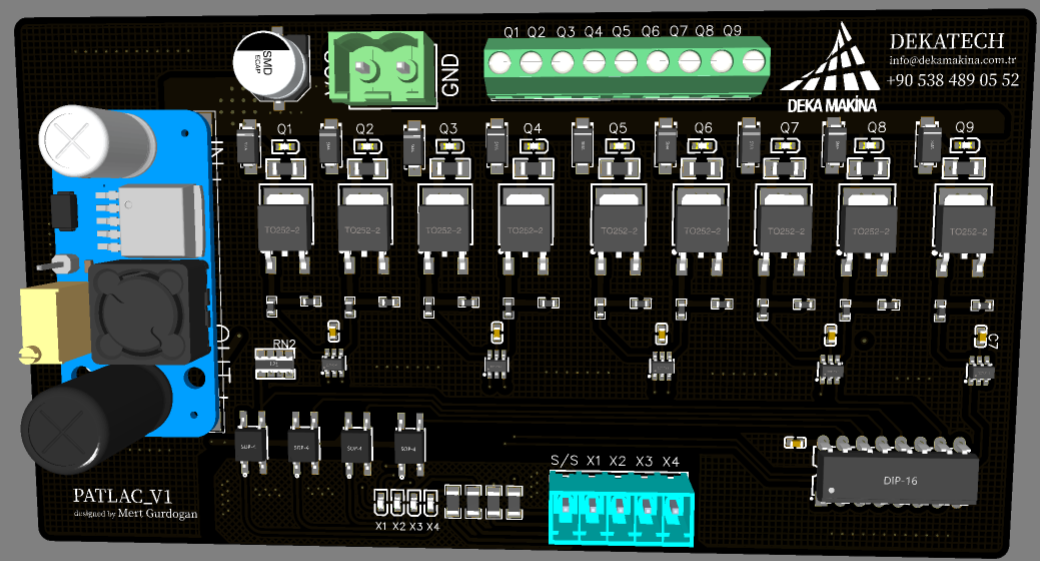 SMD
ECAP
GND
Q1 Q2 Q3 Q4 Q5 Q6 Q7 Q8 Q9
DEKA MAKİNA
DEKATECH
info@dekamakina.com.tr
+90 538 489 05 52
IN+
Q1 Q2 Q3 Q4 Q5 Q6 Q7 Q8 Q9
TO252-2 TO252-2 TO252-2 TO252-2 TO252-2 TO252-2 TO252-2 TO252-2 TO252-2
OUT+
RN2
C7
S/S X1 X2 X3 X4
DIP-16
X1 X2 X3 X4
PATLAC_V1
designed by Mert Gurdogan